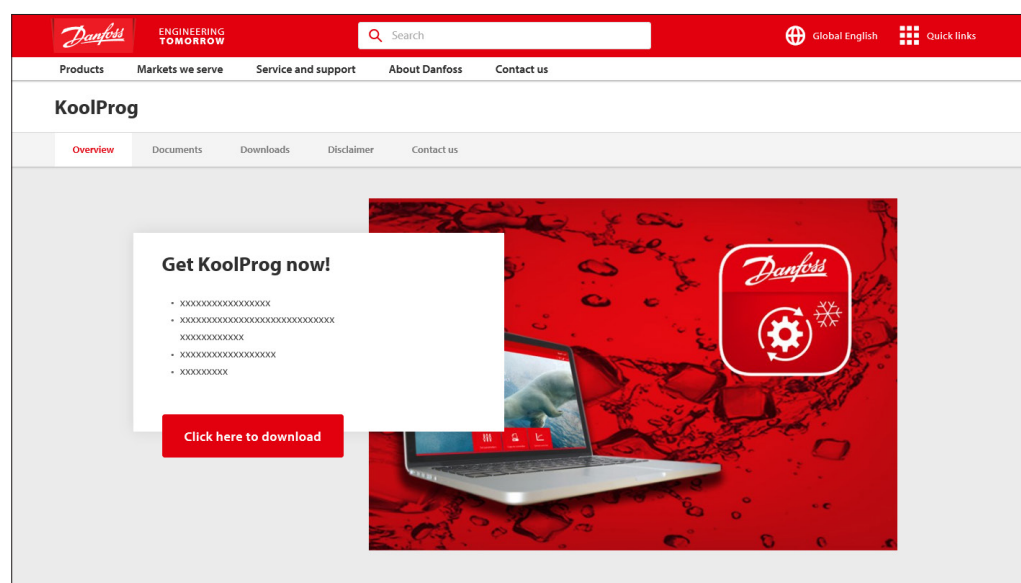 Danfoss
ENGINEERING
TOMORROW
Search
Global English
Quick links
Products Markets we serve Service and support About Danfoss Contact us
KoolProg
Overview Documents Downloads Disclaimer Contact us
Get KoolProg now!
• xxxxxxxxxxxxxxxxx
• xxxxxxxxxxxxxxxxxxxxxxxxxxxxx
xxxxxxxxxxxx
• xxxxxxxxxxxxxxxxxx
• xxxxxxxxx
Click here to download
Danfoss